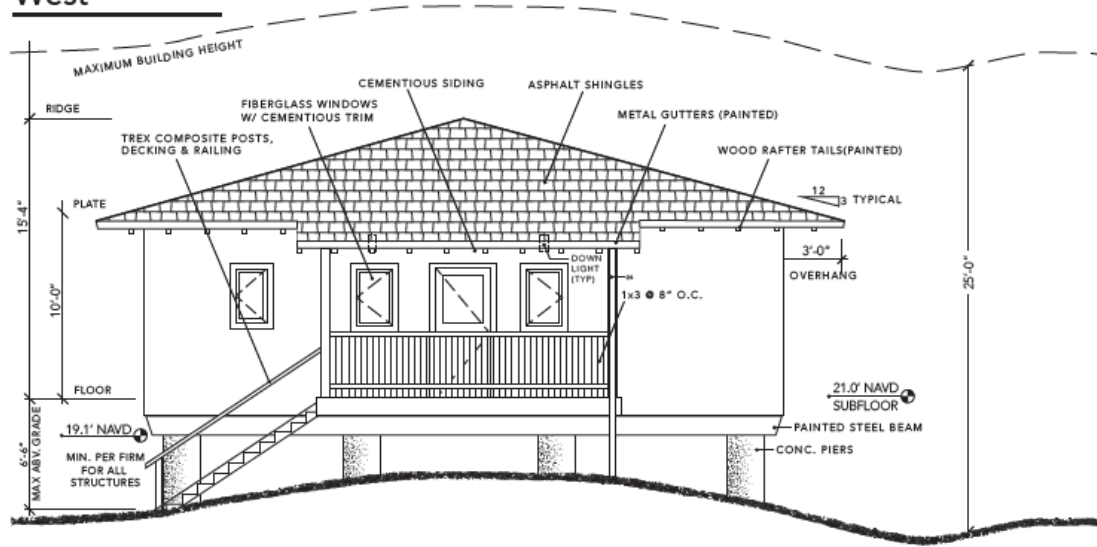 West
MAXIMUM BUILDING HEIGHT
RIDGE
CEMENTIOUS SIDING
ASPHALT SHINGLES
FIBERGLASS WINDOWS
W/ CEMENTIOUS TRIM
METAL GUTTERS (PAINTED)
TREX COMPOSITE POSTS,
DECKING & RAILING
WOOD RAFTER TAILS(PAINTED)
12
3 TYPICAL
PLATE
15'-4"
3'-0"
OVERHANG
DOWN
LIGHT
(TYP)
25'-0"
10'-0"
1x3 @ 8" O.C.
FLOOR
21.0' NAVD
SUBFLOOR
19.1' NAVD
PAINTED STEEL BEAM
MIN. PER FIRM
FOR ALL
STRUCTURES
CONC. PIERS
6'-6"
MAX ABV. GRADE